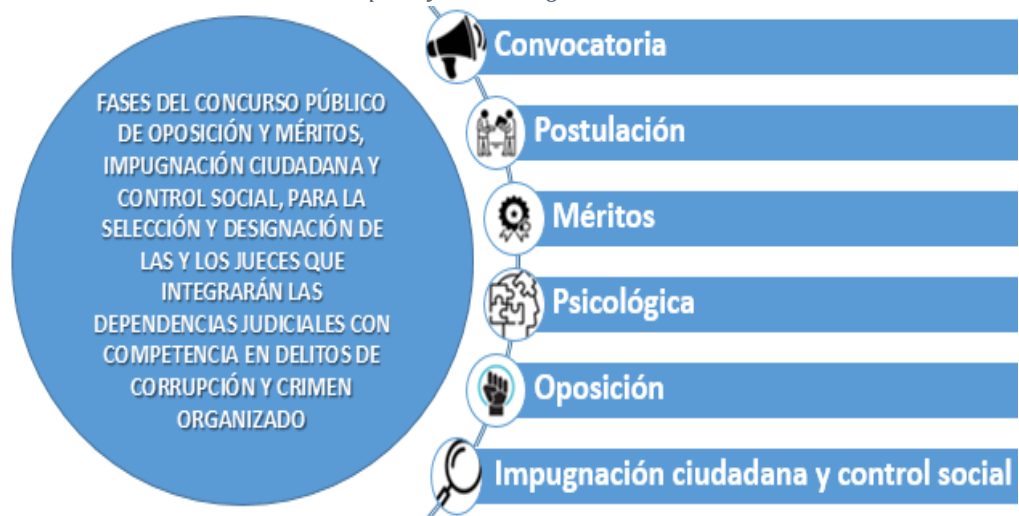 FASES DEL CONCURSO PÚBLICO
DE OPOSICIÓN Y MÉRITOS,
IMPUGNACIÓN CIUDADANA Y
CONTROL SOCIAL, PARA LA
SELECCIÓN Y DESIGNACIÓN DE
LAS Y LOS JUECES QUE
INTEGRARÁN LAS
DEPENDENCIAS JUDICIALES CON
COMPETENCIA EN DELITOS DE
CORRUPCIÓN Y CRIMEN
ORGANIZADO
Convocatoria
Postulación
Méritos
Psicológica
Oposición
Impugnación ciudadana y control social